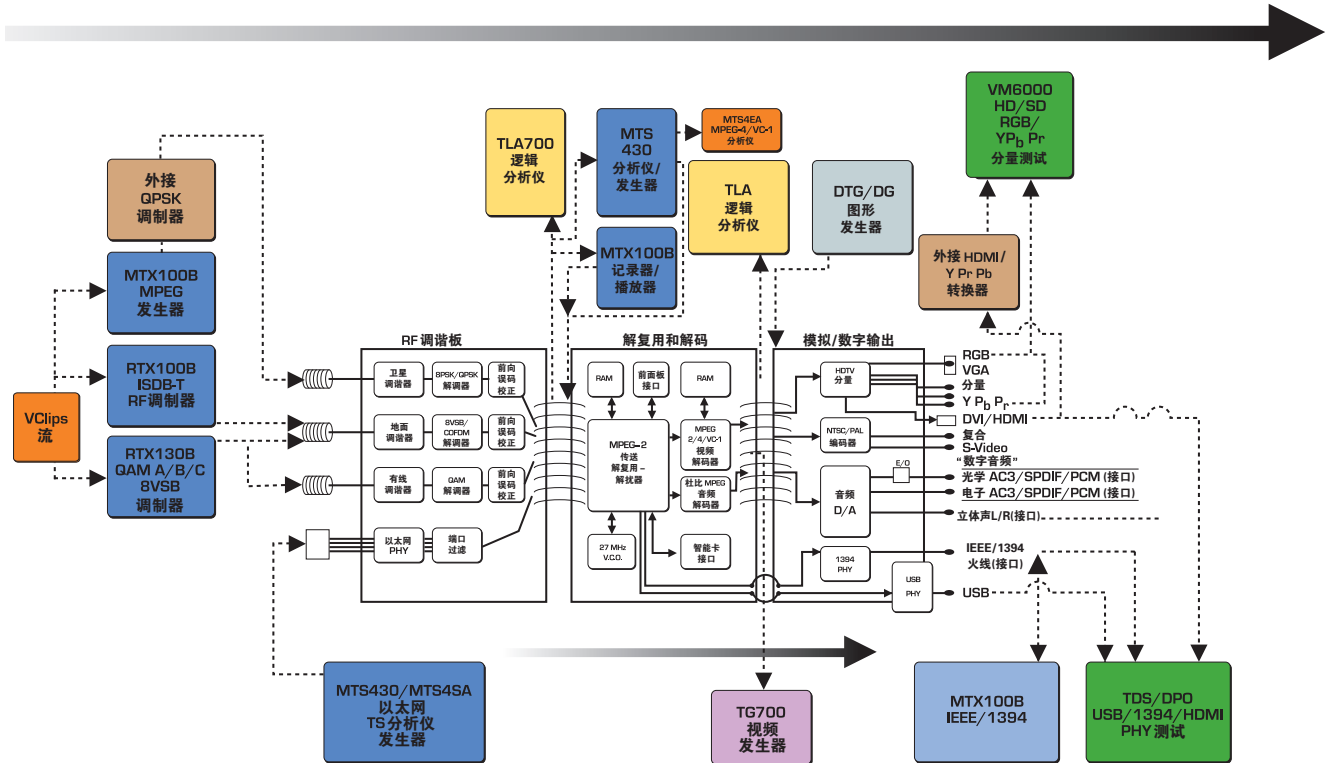 VM6000
HD/SD
RGB/
YPb Pr
分量测试
TLA700
逻辑
分析仪
MTS
430
分析仪/
发生器
MTS4EA
MPEG-4/VC-1
分析仪
TLA
逻辑
分析仪
DTG/DG
图形
发生器
外接
QPSK
调制器
MTX100B
MPEG
发生器
MTX100B
记录器/
播放器
外接 HDMI/
Y Pr Pb
转换器
RTX100B
ISDB-T
RF调制器
VClips
流
RTX130B
QAM A/B/C
8VSB
调制器
RF 调谐板
卫星
调谐器
8PSK/QPSK
解调器
前向
误码
校正
地面
调谐器
8VSB/
COFDM
解调器
前向
误码
校正
有线
调谐器
QAM
解调器
前向
误码
校正
以太网
PHY
端口
过滤
解复用和解码
RAM
前面板
接口
RAM
MPEG-2
传送
解复用-
解扰器
MPEG
2/4/VC-1
视频
解码器
杜比 MPEG
音频
解码器
27 MHz
V.C.O.
智能卡
接口
模拟/数字输出
HDTV
分量
NTSC/PAL
编码器
E/O
音频
D/A
1394
PHY
USB
PHY
RGB
VGA
分量
Y Pb Pr
DVI/HDMI
复合
S-Video
“数字音频”
光学 AC3/SPDIF/PCM (接口)
电子 AC3/SPDIF/PCM (接口)
立体声L/R(接口)
IEEE/1394
火线(接口)
USB
MTS430/MTS4SA
以太网
TS分析仪
发生器
TG700
视频
发生器
MTX100B
IEEE/1394
TDS/DPO
USB/1394/HDMI
PHY 测试